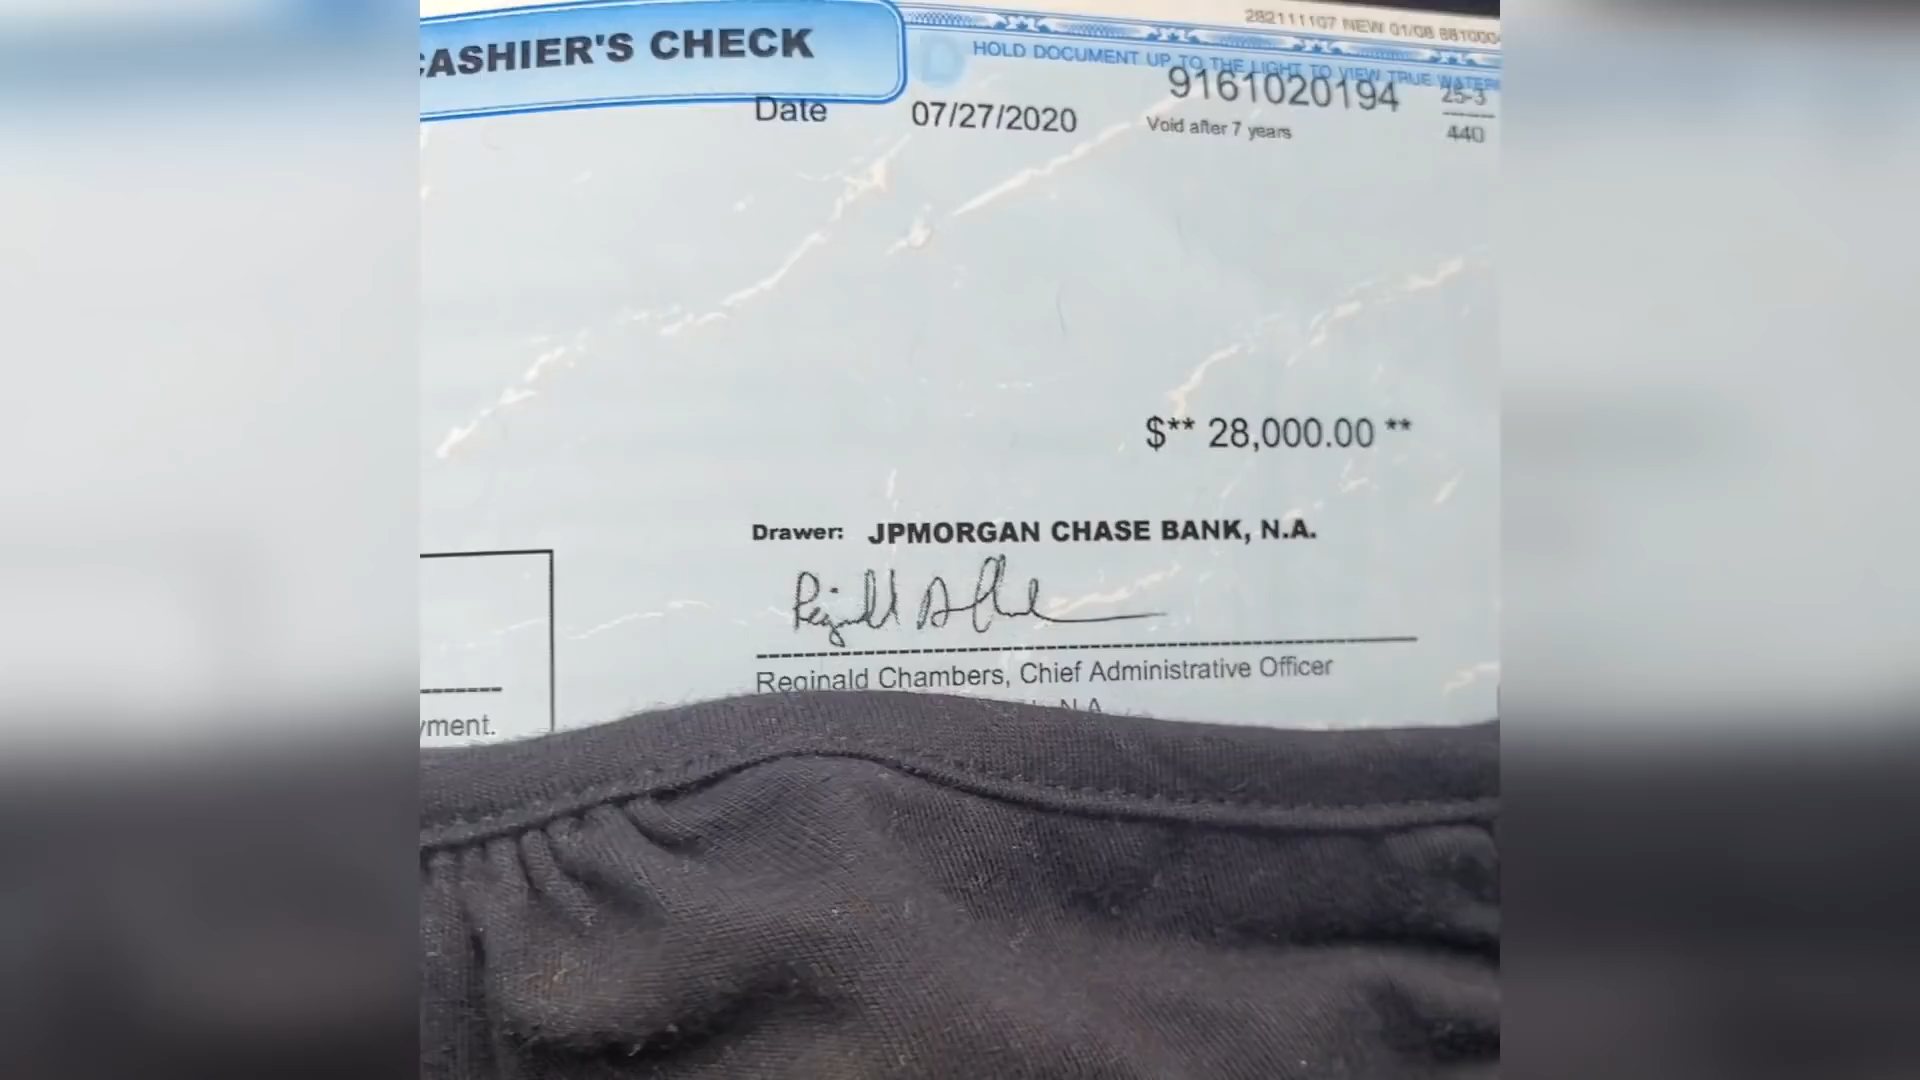 CASHIER'S CHECK
282111107 NEW 01/08
HOLD DOCUMENT UP TO THE LIGHT TO VIEW TRUE
Date 07/27/2020 9161020194 25-3
Void after 7 years 440
$** 28,000.00 **
Drawer: JPMORGAN CHASE BANK, N.A.
Reginald Chambers, Chief Administrative Officer
N.A.
yment.